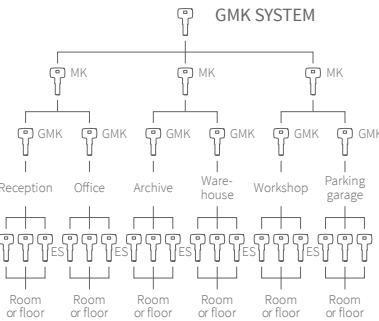 GMK SYSTEM
MK MK MK
GMK GMK GMK GMK GMK GMK
Reception Office Archive Ware-
house Workshop Parking
garage
ES ES ES ES ES
Room
or floor Room
or floor Room
or floor Room
or floor Room
or floor Room
or floor